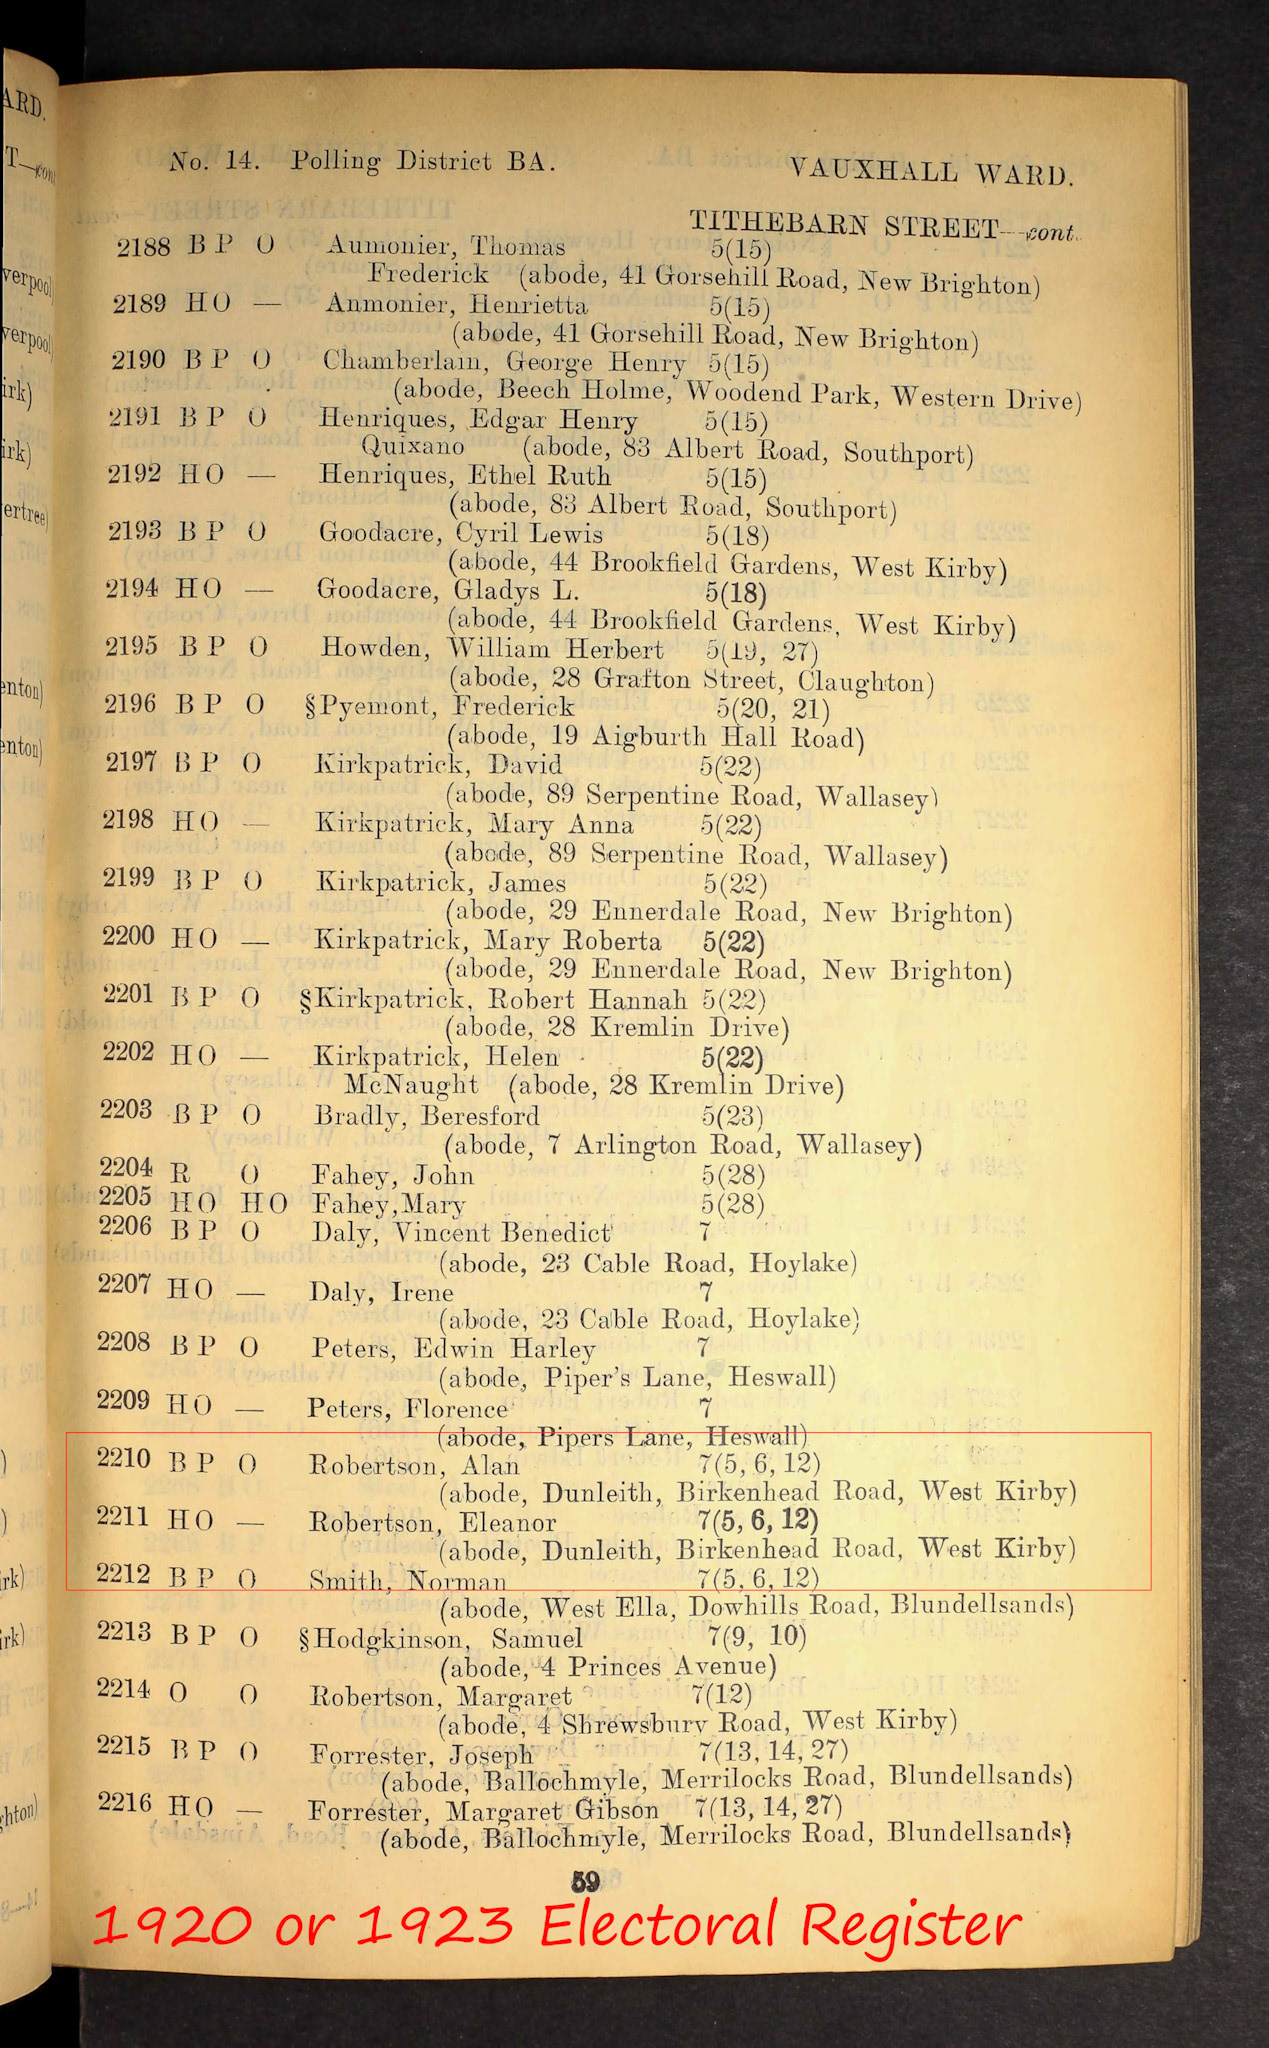 No. 14. Polling District BA. VAUXHALL WARD.
TITHEBARN STREET—cont.
2188 B P O Aumonier, Thomas 5(15)
Frederick (abode, 41 Gorsehill Road, New Brighton)
2189 HO — Anmonier, Henrietta 5(15)
(abode, 41 Gorsehill Road, New Brighton)
2190 B P O Chamberlain, George Henry 5(15)
(abode, Beech Holme, Woodend Park, Western Drive)
2191 B P O Henriques, Edgar Henry 5(15)
Quixano (abode, 83 Albert Road, Southport)
2192 HO — Henriques, Ethel Ruth 5(15)
(abode, 83 Albert Road, Southport)
2193 B P O Goodacre, Cyril Lewis 5(18)
(abode, 44 Brookfield Gardens, West Kirby)
2194 HO — Goodacre, Gladys L. 5(18)
(abode, 44 Brookfield Gardens, West Kirby)
2195 B P O Howden, William Herbert 5(19, 27)
(abode, 28 Grafton Street, Claughton)
2196 B P O §Pyemont, Frederick 5(20, 21)
(abode, 19 Aigburth Hall Road)
2197 B P O Kirkpatrick, David 5(22)
(abode, 89 Serpentine Road, Wallasey)
2198 HO — Kirkpatrick, Mary Anna 5(22)
(abode, 89 Serpentine Road, Wallasey)
2199 B P O Kirkpatrick, James 5(22)
(abode, 29 Ennerdale Road, New Brighton)
2200 HO — Kirkpatrick, Mary Roberta 5(22)
(abode, 29 Ennerdale Road, New Brighton)
2201 B P O §Kirkpatrick, Robert Hannah 5(22)
(abode, 28 Kremlin Drive)
2202 HO — Kirkpatrick, Helen 5(22)
McNaught (abode, 28 Kremlin Drive)
2203 B P O Bradly, Beresford 5(23)
(abode, 7 Arlington Road, Wallasey)
2204 R O Fahey, John 5(28)
2205 HO HO Fahey, Mary 5(28)
2206 B P O Daly, Vincent Benedict 7
(abode, 23 Cable Road, Hoylake)
2207 HO — Daly, Irene 7
(abode, 23 Cable Road, Hoylake)
2208 B P O Peters, Edwin Harley 7
(abode, Piper's Lane, Heswall)
2209 HO — Peters, Florence 7
(abode, Pipers Lane, Heswall)
2210 B P O Robertson, Alan 7(5, 6, 12)
(abode, Dunleith, Birkenhead Road, West Kirby)
2211 HO — Robertson, Eleanor 7(5, 6, 12)
(abode, Dunleith, Birkenhead Road, West Kirby)
2212 B P O Smith, Norman 7(5, 6, 12)
(abode, West Ella, Dowhills Road, Blundellsands)
2213 B P O §Hodgkinson, Samuel 7(9, 10)
(abode, 4 Princes Avenue)
2214 O O Robertson, Margaret 7(12)
(abode, 4 Shrewsbury Road, West Kirby)
2215 B P O Forrester, Joseph 7(13, 14, 27)
(abode, Ballochmyle, Merrilocks Road, Blundellsands)
2216 HO — Forrester, Margaret Gibson 7(13, 14, 27)
(abode, Ballochmyle, Merrilocks Road, Blundellsands)
59
1920 or 1923 Electoral Register